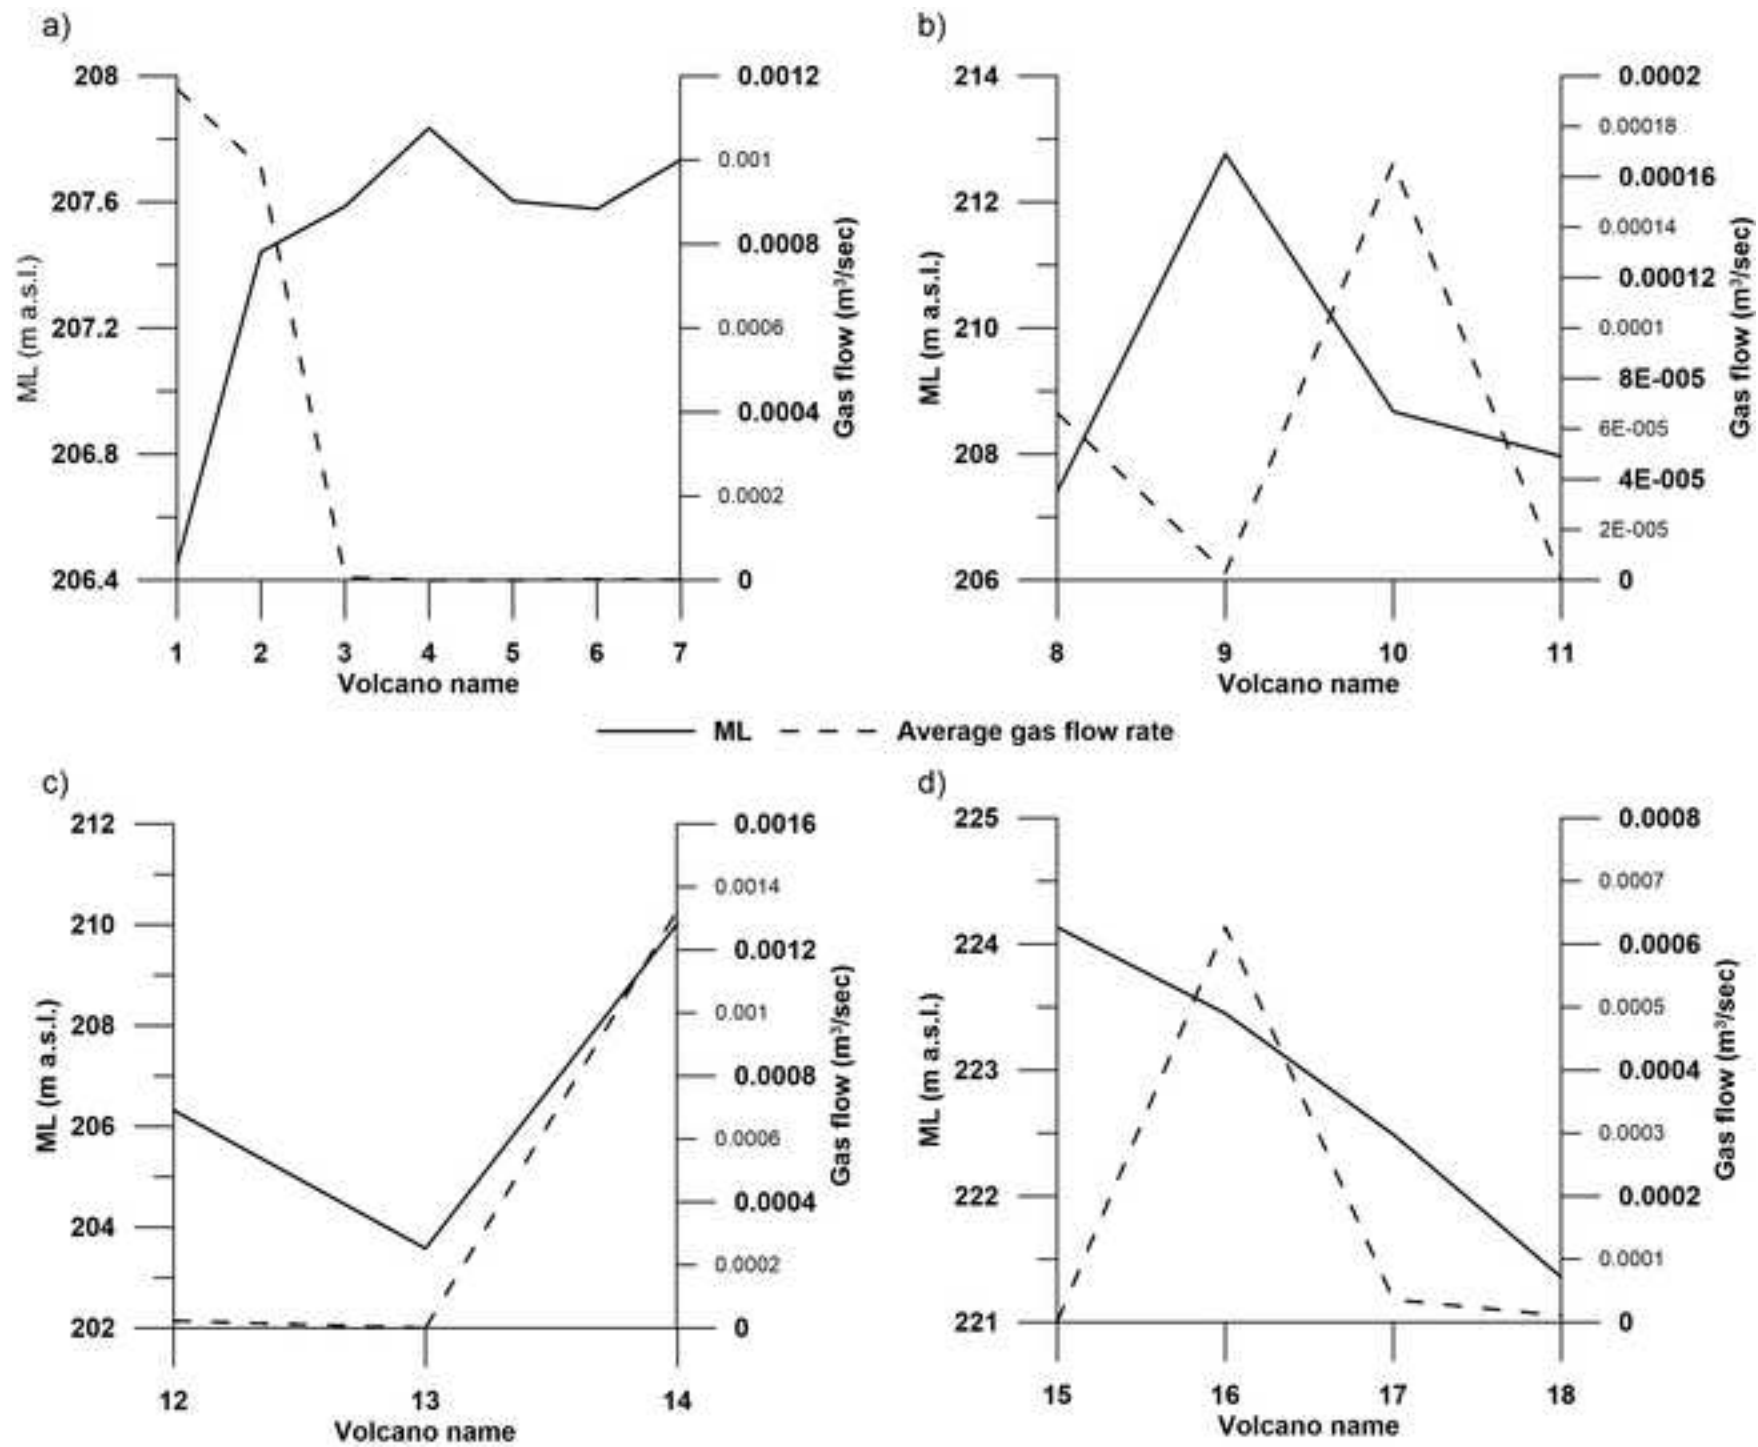 a)
208
207.6
207.2
206.8
206.4
ML (m a.s.l.)
0.0012
0.001
0.0008
0.0006
0.0004
0.0002
0
Gas flow (m³/sec)
1 2 3 4 5 6 7
Volcano name
b)
214
212
210
208
206
ML (m a.s.l.)
0.0002
0.00018
0.00016
0.00014
0.00012
0.0001
8E-005
6E-005
4E-005
2E-005
0
Gas flow (m³/sec)
8 9 10 11
Volcano name
ML Average gas flow rate
c)
212
210
208
206
204
202
ML (m a.s.l.)
0.0016
0.0014
0.0012
0.001
0.0008
0.0006
0.0004
0.0002
0
Gas flow (m³/sec)
12 13 14
Volcano name
d)
225
224
223
222
221
ML (m a.s.l.)
0.0008
0.0007
0.0006
0.0005
0.0004
0.0003
0.0002
0.0001
0
Gas flow (m³/sec)
15 16 17 18
Volcano name